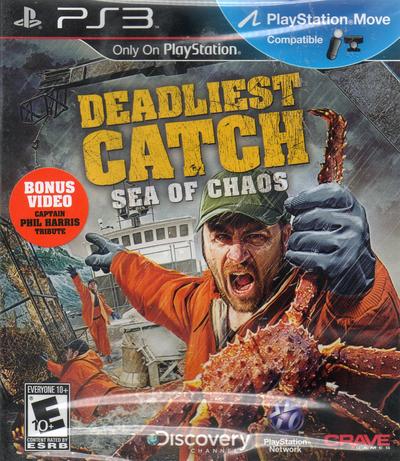 PS3
PlayStation Move
Compatible
Only On PlayStation®
DEADLIEST
CATCH
SEA OF CHAOS
BONUS
VIDEO
CAPTAIN
PHIL HARRIS
TRIBUTE
EVERYONE 10+
E
10+
CONTENT RATED BY
ESRB
Discovery
CHANNEL
PlayStation
Network
CRAVE
GAMES